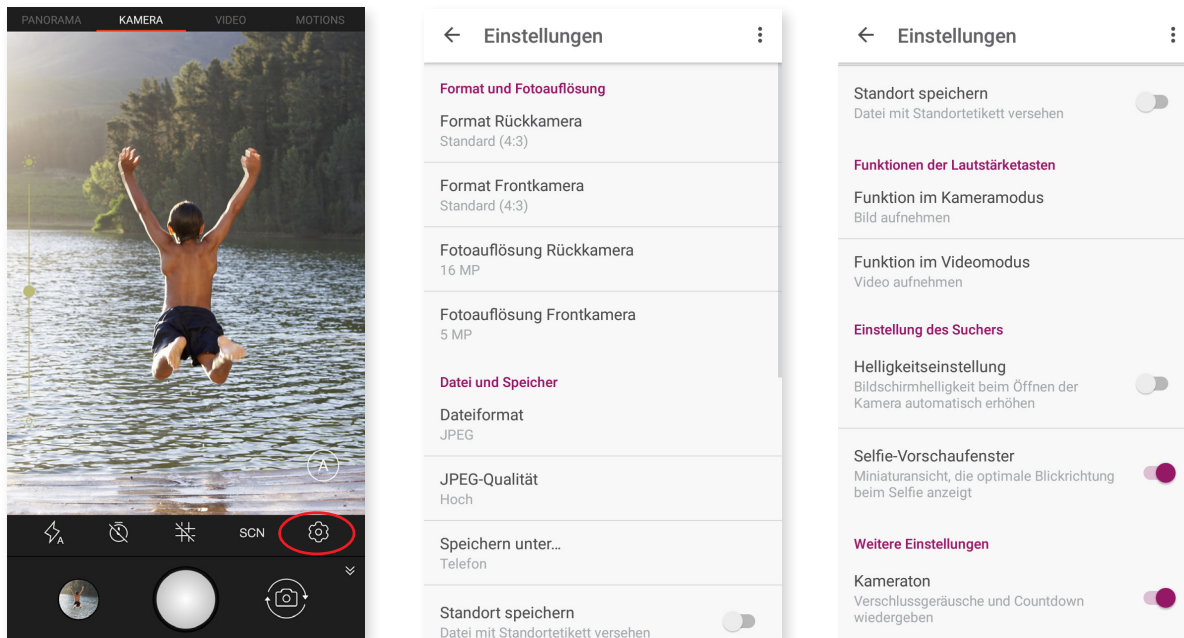 PANORAMA KAMERA VIDEO MOTIONS
A
A
SCN
Einstellungen
Format und Fotoauflösung
Format Rückkamera
Standard (4:3)
Format Frontkamera
Standard (4:3)
Fotoauflösung Rückkamera
16 MP
Fotoauflösung Frontkamera
5 MP
Datei und Speicher
Dateiformat
JPEG
JPEG-Qualität
Hoch
Speichern unter...
Telefon
Standort speichern
Datei mit Standortetikett versehen
Einstellungen
Standort speichern
Datei mit Standortetikett versehen
Funktionen der Lautstärketasten
Funktion im Kameramodus
Bild aufnehmen
Funktion im Videomodus
Video aufnehmen
Einstellung des Suchers
Helligkeitseinstellung
Bildschirmhelligkeit beim Öffnen der
Kamera automatisch erhöhen
Selfie-Vorschaufenster
Miniaturansicht, die optimale Blickrichtung
beim Selfie anzeigt
Weitere Einstellungen
Kameraton
Verschlussgeräusche und Countdown
wiedergeben